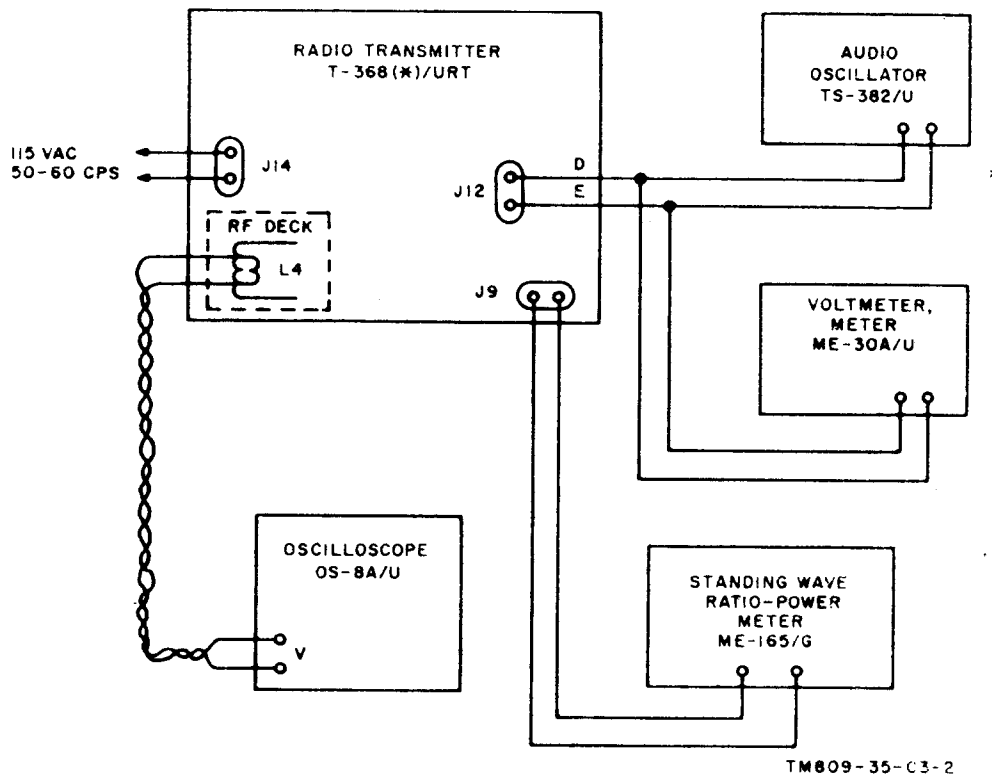 RADIO TRANSMITTER
T-368(*)/URT
AUDIO
OSCILLATOR
TS-382/U
115 VAC
50-60 CPS
J14
J12
D
E
RF DECK
L4
J9
VOLTMETER,
METER
ME-30A/U
OSCILLOSCOPE
OS-8A/U
V
STANDING WAVE
RATIO-POWER
METER
ME-165/G
TM809-35-C3-2